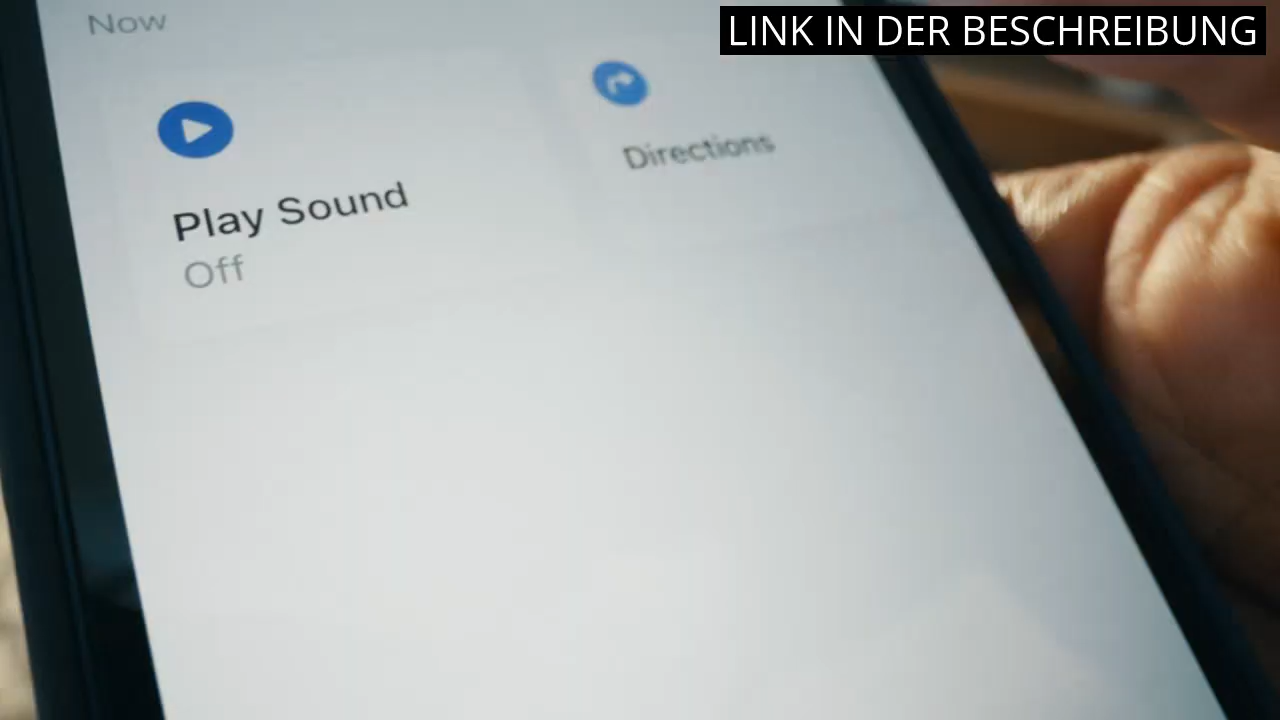 LINK IN DER BESCHREIBUNG
Now
Play Sound
Off
Directions